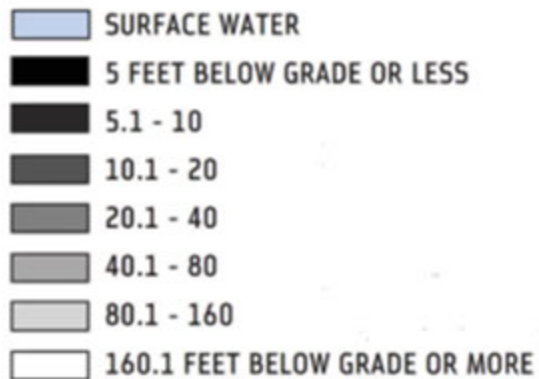 SURFACE WATER
5 FEET BELOW GRADE OR LESS
5.1 - 10
10.1 - 20
20.1 - 40
40.1 - 80
80.1 - 160
160.1 FEET BELOW GRADE OR MORE